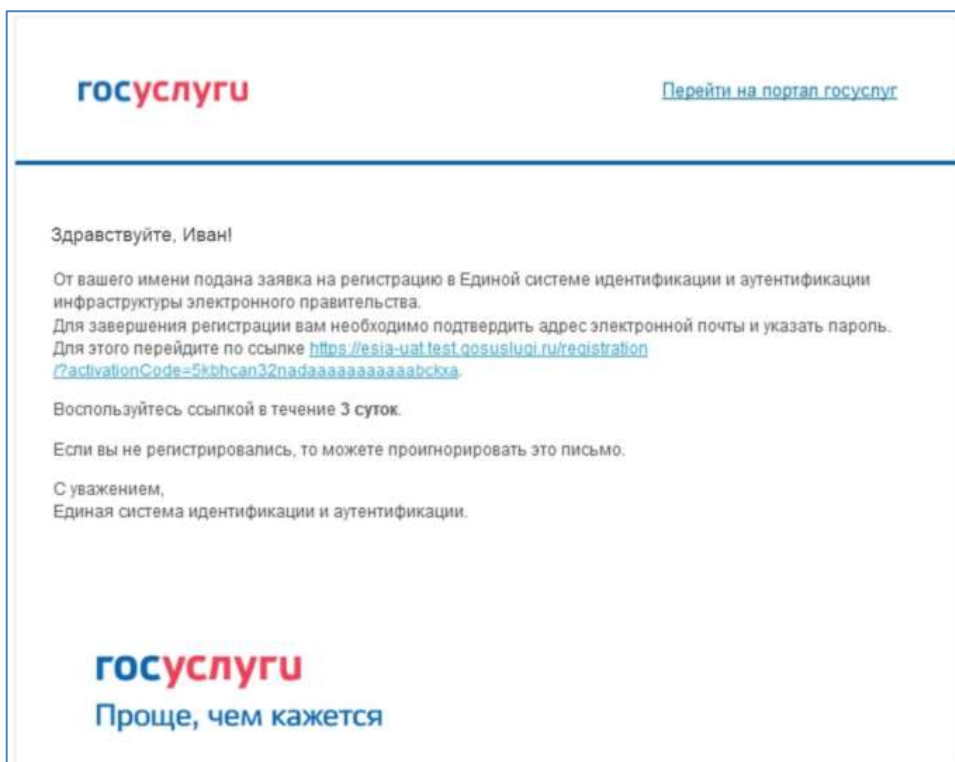 госуслуги
Перейти на портал госуслуг
Здравствуйте, Иван!
От вашего имени подана заявка на регистрацию в Единой системе идентификации и аутентификации
инфраструктуры электронного правительства.
Для завершения регистрации вам необходимо подтвердить адрес электронной почты и указать пароль.
Для этого перейдите по ссылке https://esia-uat.test.gosuslugi.ru/registration
/?activationCode=5kbhcan32nadaaaaaaaaaaabckxa.
Воспользуйтесь ссылкой в течение 3 суток.
Если вы не регистрировались, то можете проигнорировать это письмо.
С уважением,
Единая система идентификации и аутентификации.
госуслуги
Проще, чем кажется